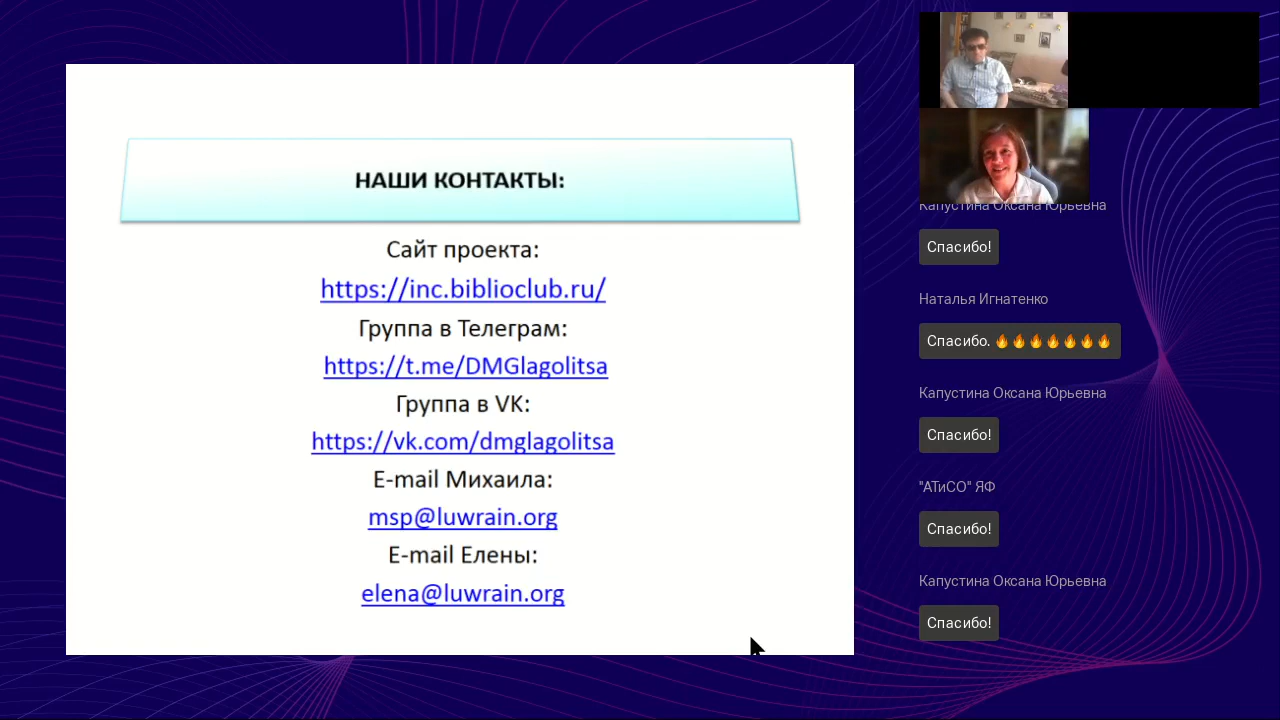 НАШИ КОНТАКТЫ:
Сайт проекта:
https://inc.biblioclub.ru/
Группа в Телеграм:
https://t.me/DMGlagolitsa
Группа в VK:
https://vk.com/dmglagolitsa
E-mail Михаила:
msp@luwrain.org
E-mail Елены:
elena@luwrain.org
Капустина Оксана Юрьевна
Спасибо!
Наталья Игнатенко
Спасибо. 🔥🔥🔥🔥🔥🔥🔥
Капустина Оксана Юрьевна
Спасибо!
"АТиСО" ЯФ
Спасибо!
Капустина Оксана Юрьевна
Спасибо!